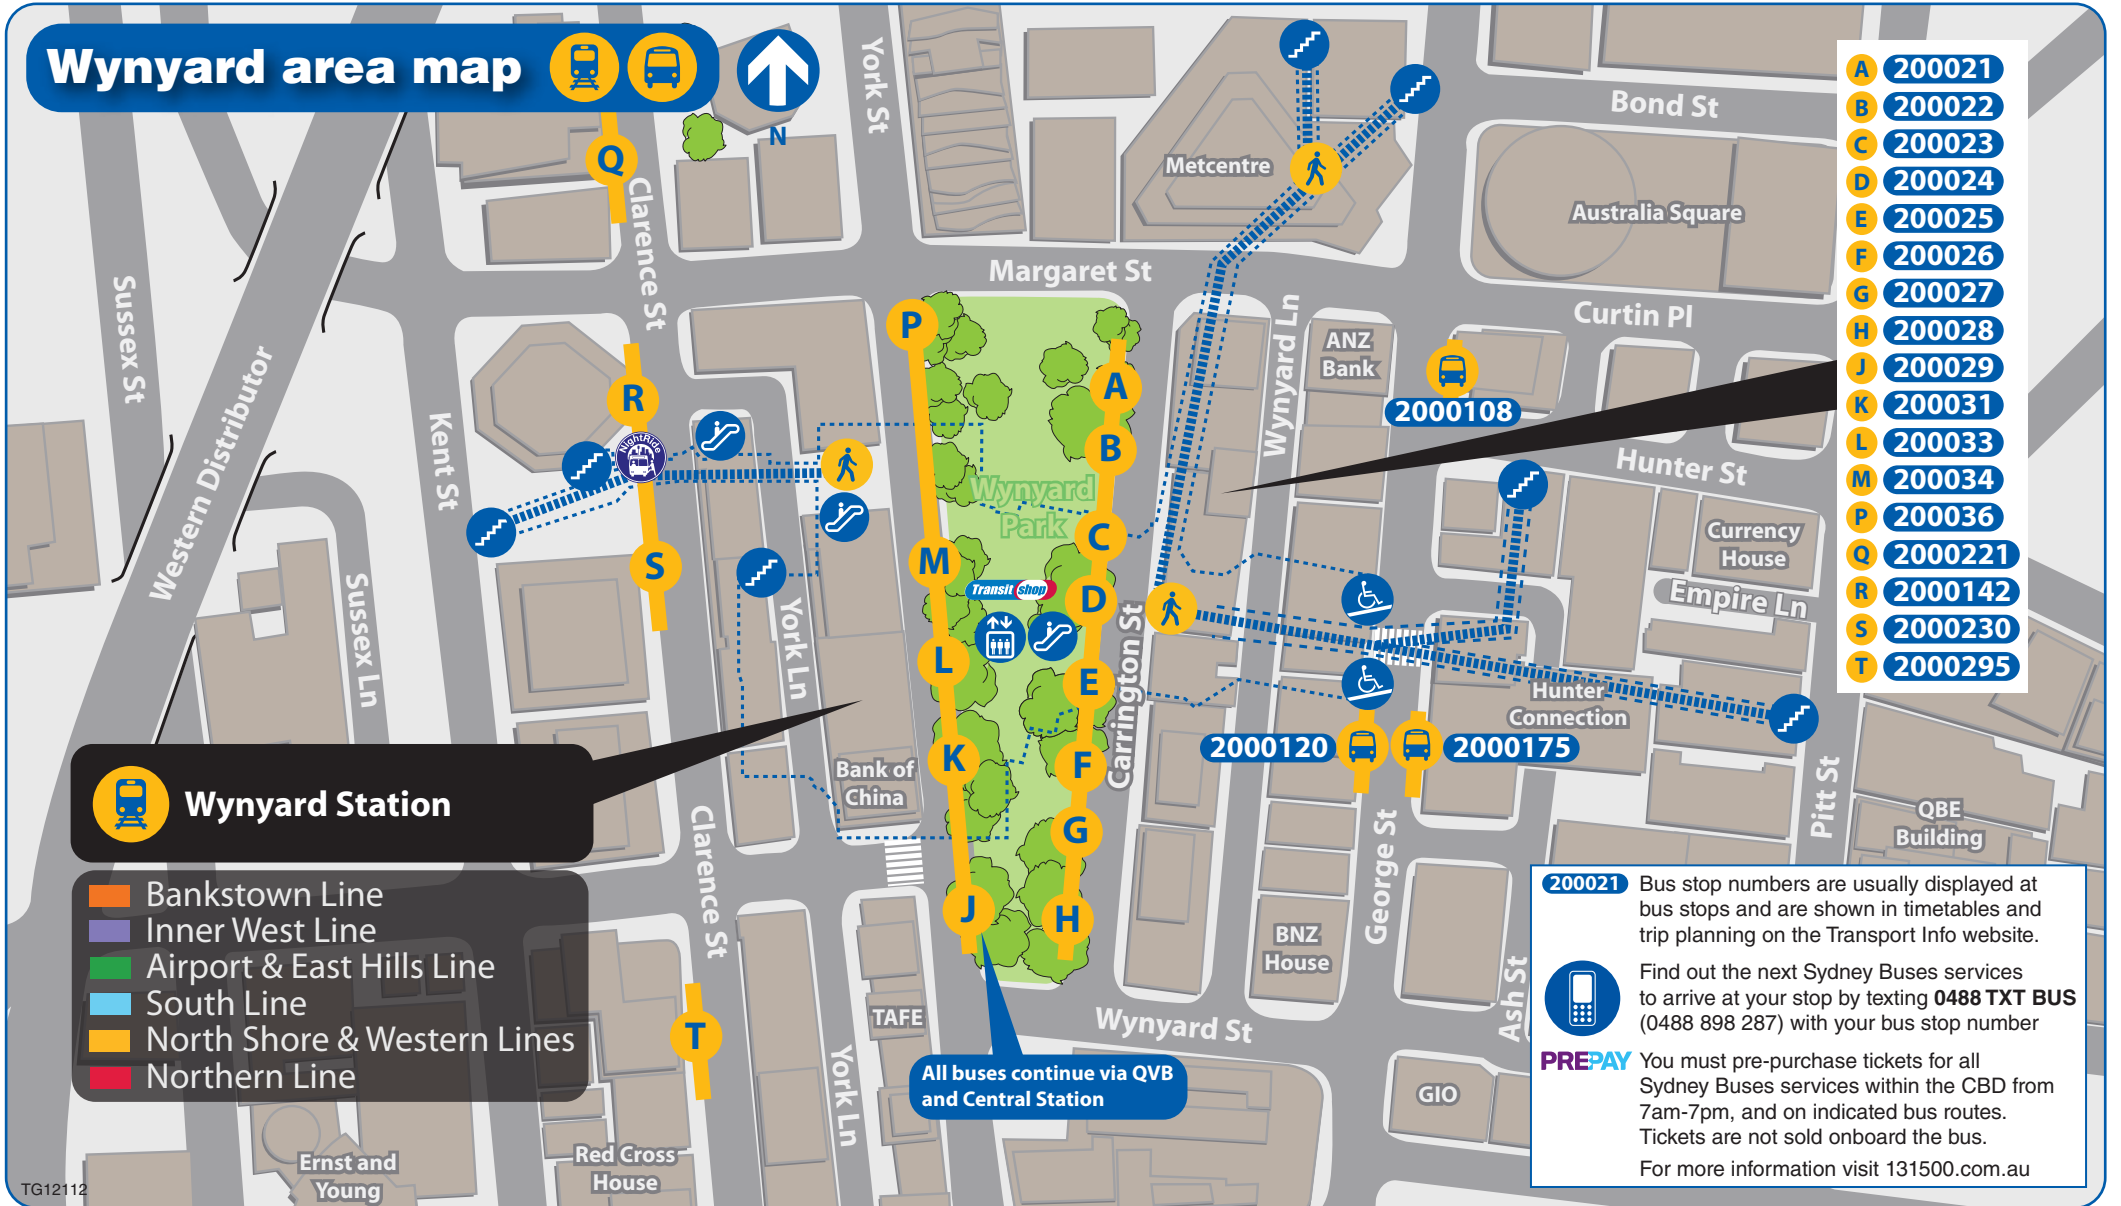 Wynyard area map
N
York St
Bond St
Metcentre
Australia Square
Q
Clarence St
Margaret St
Curtin Pl
Sussex St
Western Distributor
Kent St
P
R
NightRide
A
B
Wynyard Ln
ANZ
Bank
2000108
Hunter St
Wynyard
Park
Currency
House
Empire Ln
S
M
C
D
Transit shop
L
E
Carrington St
Sussex Ln
York Ln
Hunter
Connection
2000120
2000175
K
F
G
Bank of
China
Pitt St
QBE
Building
Wynyard Station
Clarence St
George St
J
H
BNZ
House
Ash St
Bankstown Line
Inner West Line
Airport & East Hills Line
South Line
North Shore & Western Lines
Northern Line
T
TAFE
York Ln
Wynyard St
All buses continue via QVB
and Central Station
GIO
Ernst and
Young
Red Cross
House
TG12112
A 200021
B 200022
C 200023
D 200024
E 200025
F 200026
G 200027
H 200028
J 200029
K 200031
L 200033
M 200034
P 200036
Q 2000221
R 2000142
S 2000230
T 2000295
200021 Bus stop numbers are usually displayed at
bus stops and are shown in timetables and
trip planning on the Transport Info website.
Find out the next Sydney Buses services
to arrive at your stop by texting 0488 TXT BUS
(0488 898 287) with your bus stop number
PREPAY You must pre-purchase tickets for all
Sydney Buses services within the CBD from
7am-7pm, and on indicated bus routes.
Tickets are not sold onboard the bus.
For more information visit 131500.com.au